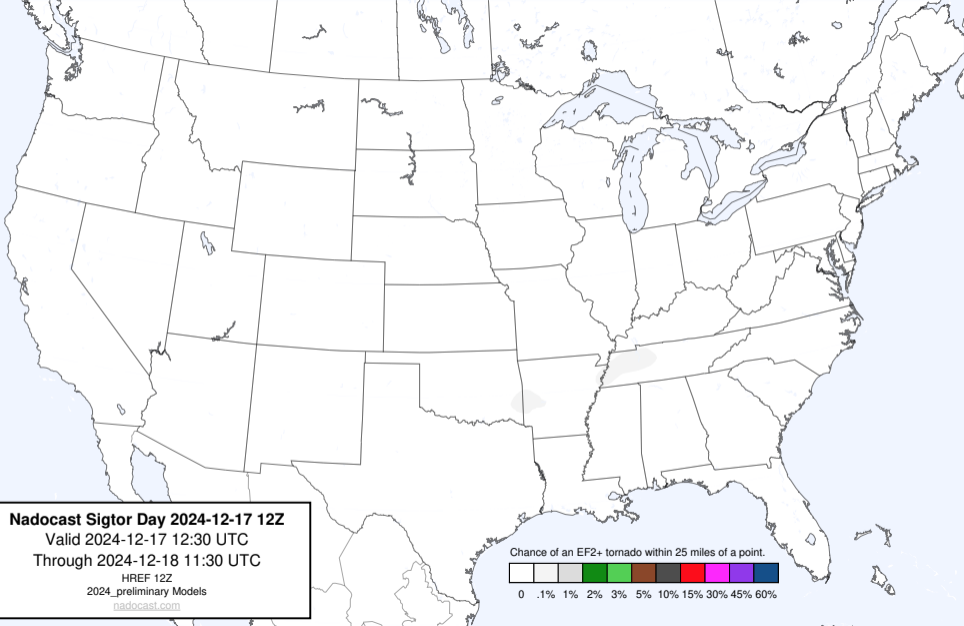 Nadocast Sigtor Day 2024-12-17 12Z
Valid 2024-12-17 12:30 UTC
Through 2024-12-18 11:30 UTC
HREF 12Z
2024_preliminary Models
nadocast.com
Chance of an EF2+ tornado within 25 miles of a point.
0 .1% 1% 2% 3% 5% 10% 15% 30% 45% 60%